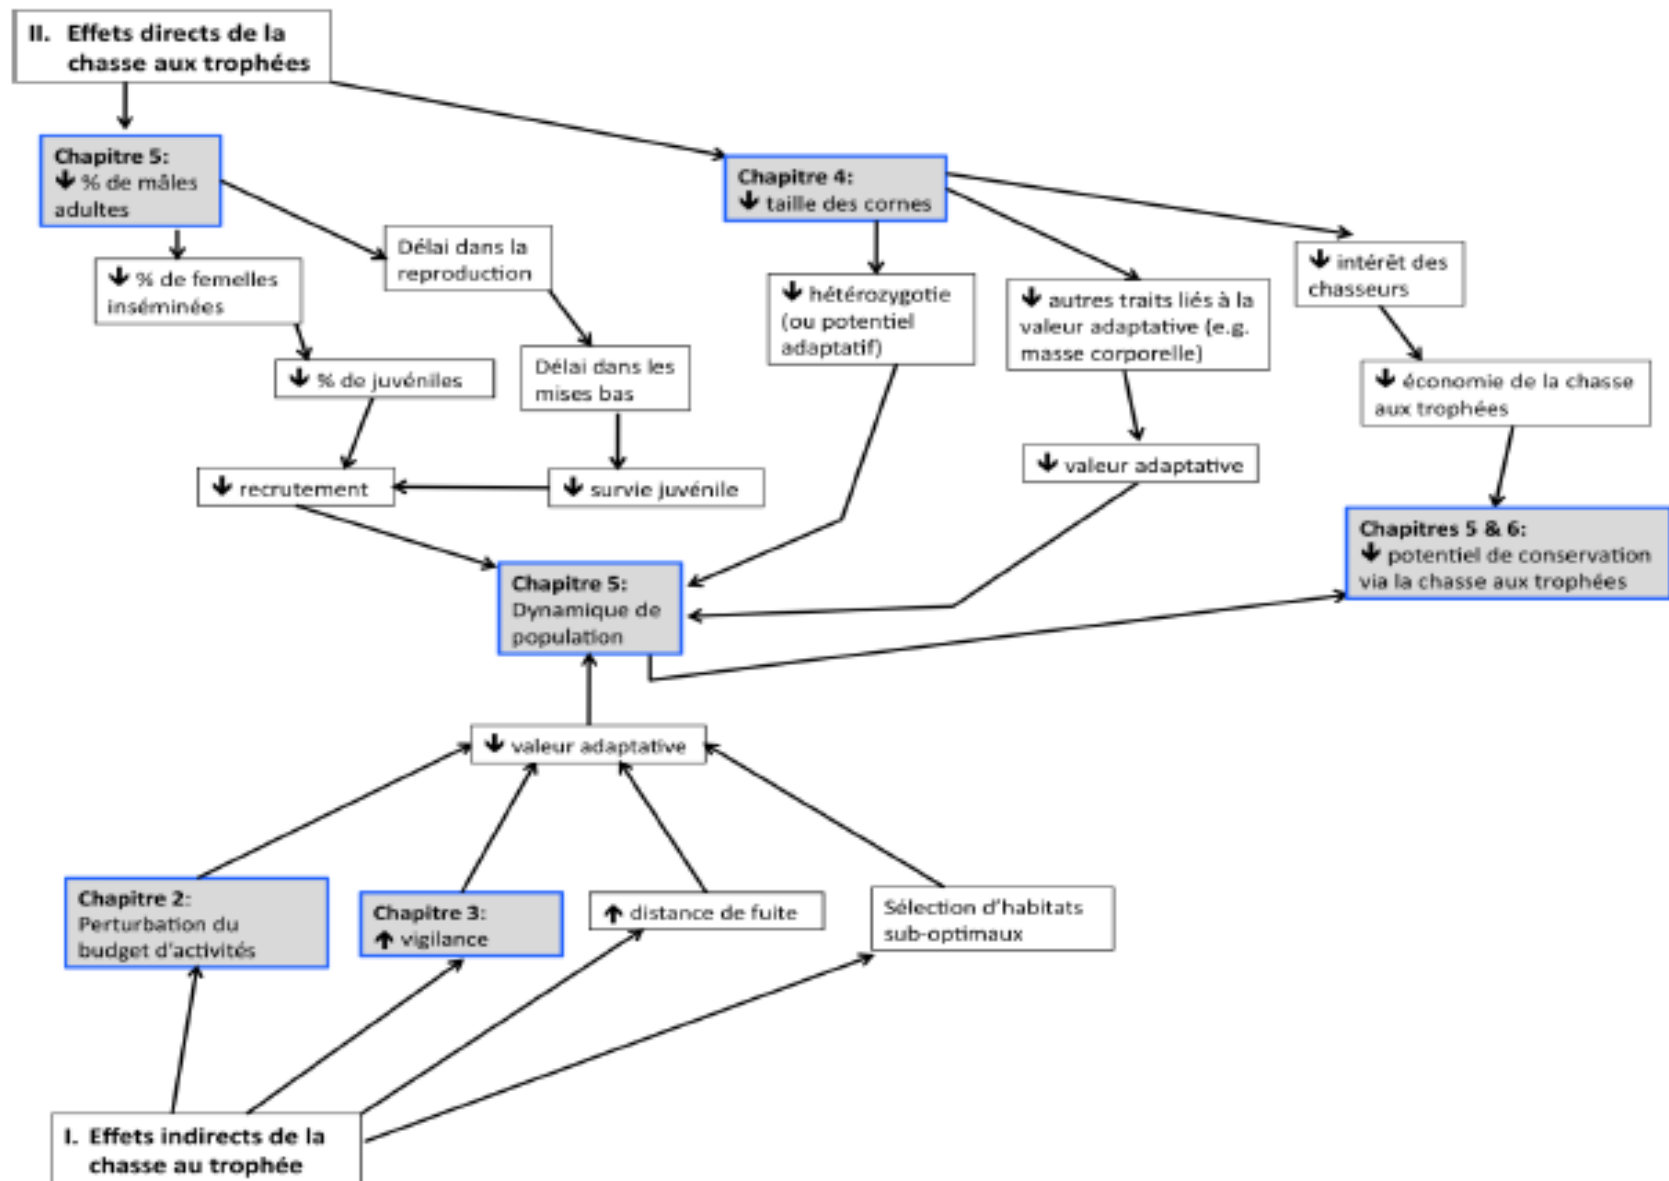 II. Effets directs de la
chasse aux trophées
Chapitre 5:
↓ % de mâles
adultes
Chapitre 4:
↓ taille des cornes
Délai dans la
reproduction
↓ % de femelles
inséminées
↓ hétérozygotie
(ou potentiel
adaptatif)
↓ autres traits liés à la
valeur adaptative (e.g.
masse corporelle)
↓ intérêt des
chasseurs
↓ % de juvéniles
Délai dans les
mises bas
↓ économie de la chasse
aux trophées
↓ recrutement
↓ survie juvénile
↓ valeur adaptative
Chapitres 5 & 6:
↓ potentiel de conservation
via la chasse aux trophées
Chapitre 5:
Dynamique de
population
↓ valeur adaptative
Chapitre 2:
Perturbation du
budget d'activités
Chapitre 3:
↑ vigilance
↑ distance de fuite
Sélection d'habitats
sub-optimaux
I. Effets indirects de la
chasse au trophée